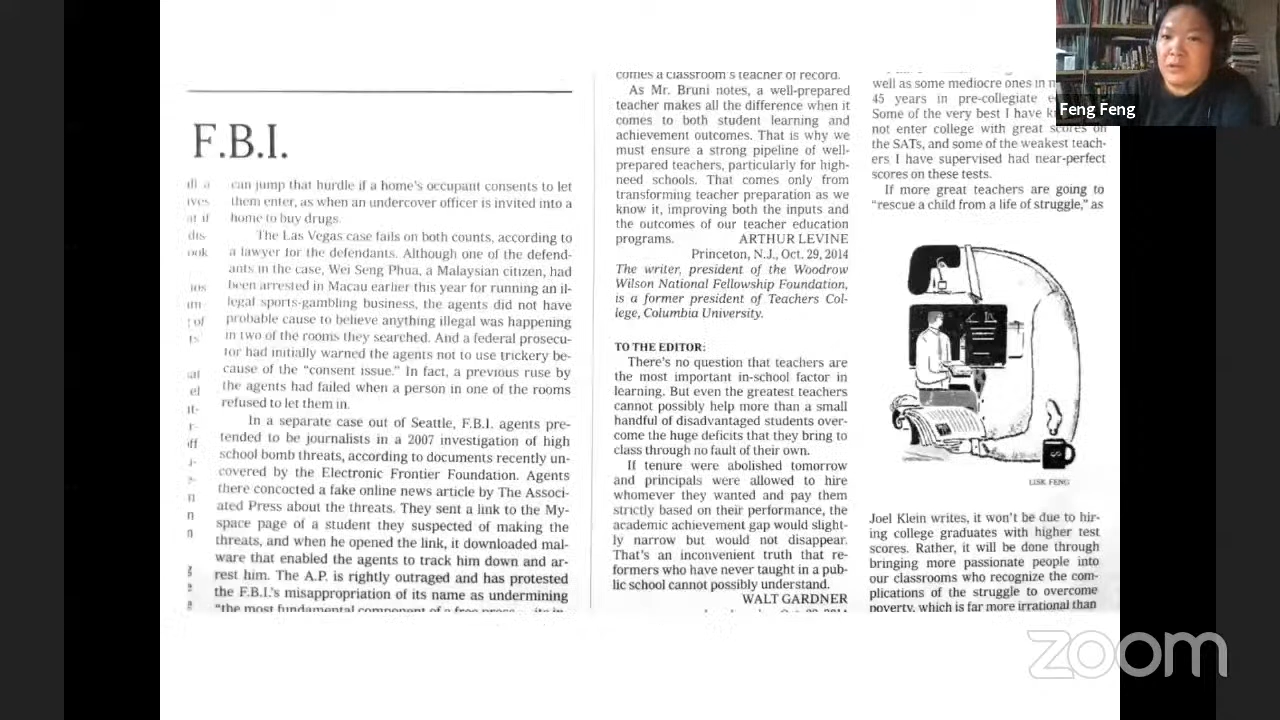 F.B.I.
can jump that hurdle if a home's occupant consents to let
them enter, as when an undercover officer is invited into a
home to buy drugs.
The Las Vegas case fails on both counts, according to
a lawyer for the defendants. Although one of the defend-
ants in the case, Wei Seng Phua, a Malaysian citizen, had
been arrested in Macau earlier this year for running an il-
legal sports-gambling business, the agents did not have
probable cause to believe anything illegal was happening
in two of the rooms they searched. And a federal prosecu-
tor had initially warned the agents not to use trickery be-
cause of the “consent issue.” In fact, a previous ruse by
the agents had failed when a person in one of the rooms
refused to let them in.
In a separate case out of Seattle, F.B.I. agents pre-
tended to be journalists in a 2007 investigation of high
school bomb threats, according to documents recently un-
covered by the Electronic Frontier Foundation. Agents
there concocted a fake online news article by The Associ-
ated Press about the threats. They sent a link to the My-
space page of a student they suspected of making the
threats, and when he opened the link, it downloaded mal-
ware that enabled the agents to track him down and ar-
rest him. The A.P. is rightly outraged and has protested
the F.B.I.'s misappropriation of its name as undermining
“the most fundamental component of a free press
comes a classroom's teacher of record.
As Mr. Bruni notes, a well-prepared
teacher makes all the difference when it
comes to both student learning and
achievement outcomes. That is why we
must ensure a strong pipeline of well-
prepared teachers, particularly for high-
need schools. That comes only from
transforming teacher preparation as we
know it, improving both the inputs and
the outcomes of our teacher education
programs. ARTHUR LEVINE
Princeton, N.J., Oct. 29, 2014
The writer, president of the Woodrow
Wilson National Fellowship Foundation,
is a former president of Teachers Col-
lege, Columbia University.
TO THE EDITOR:
There's no question that teachers are
the most important in-school factor in
learning. But even the greatest teachers
cannot possibly help more than a small
handful of disadvantaged students over-
come the huge deficits that they bring to
class through no fault of their own.
If tenure were abolished tomorrow
and principals were allowed to hire
whomever they wanted and pay them
strictly based on their performance, the
academic achievement gap would slight-
ly narrow but would not disappear.
That's an inconvenient truth that re-
formers who have never taught in a pub-
lic school cannot possibly understand.
WALT GARDNER
well as some mediocre ones in
45 years in pre-collegiate
Some of the very best I have
not enter college with great scores on
the SATs, and some of the weakest teach-
ers I have supervised had near-perfect
scores on these tests.
If more great teachers are going to
“rescue a child from a life of struggle,” as
LISK FENG
Joel Klein writes, it won't be due to hir-
ing college graduates with higher test
scores. Rather, it will be done through
bringing more passionate people into
our classrooms who recognize the com-
plications of the struggle to overcome
poverty, which is far more irrational than
Feng Feng
zoom